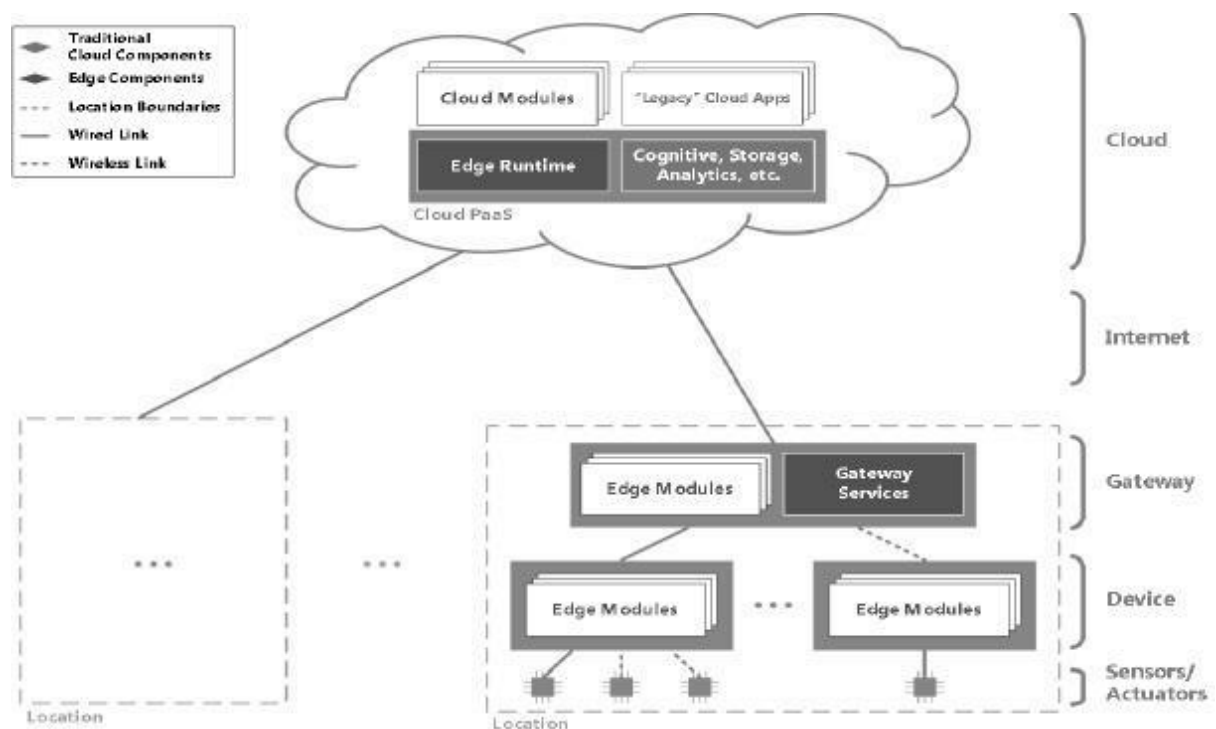 Traditional
Cloud Components
Edge Components
Location Boundaries
Wired Link
Wireless Link
Cloud Modules
"Legacy" Cloud Apps
Edge Runtime
Cognitive, Storage,
Analytics, etc.
Cloud PaaS
Cloud
Internet
Edge Modules
Gateway
Services
Gateway
Edge Modules
Edge Modules
Device
Sensors/
Actuators
Location
Location